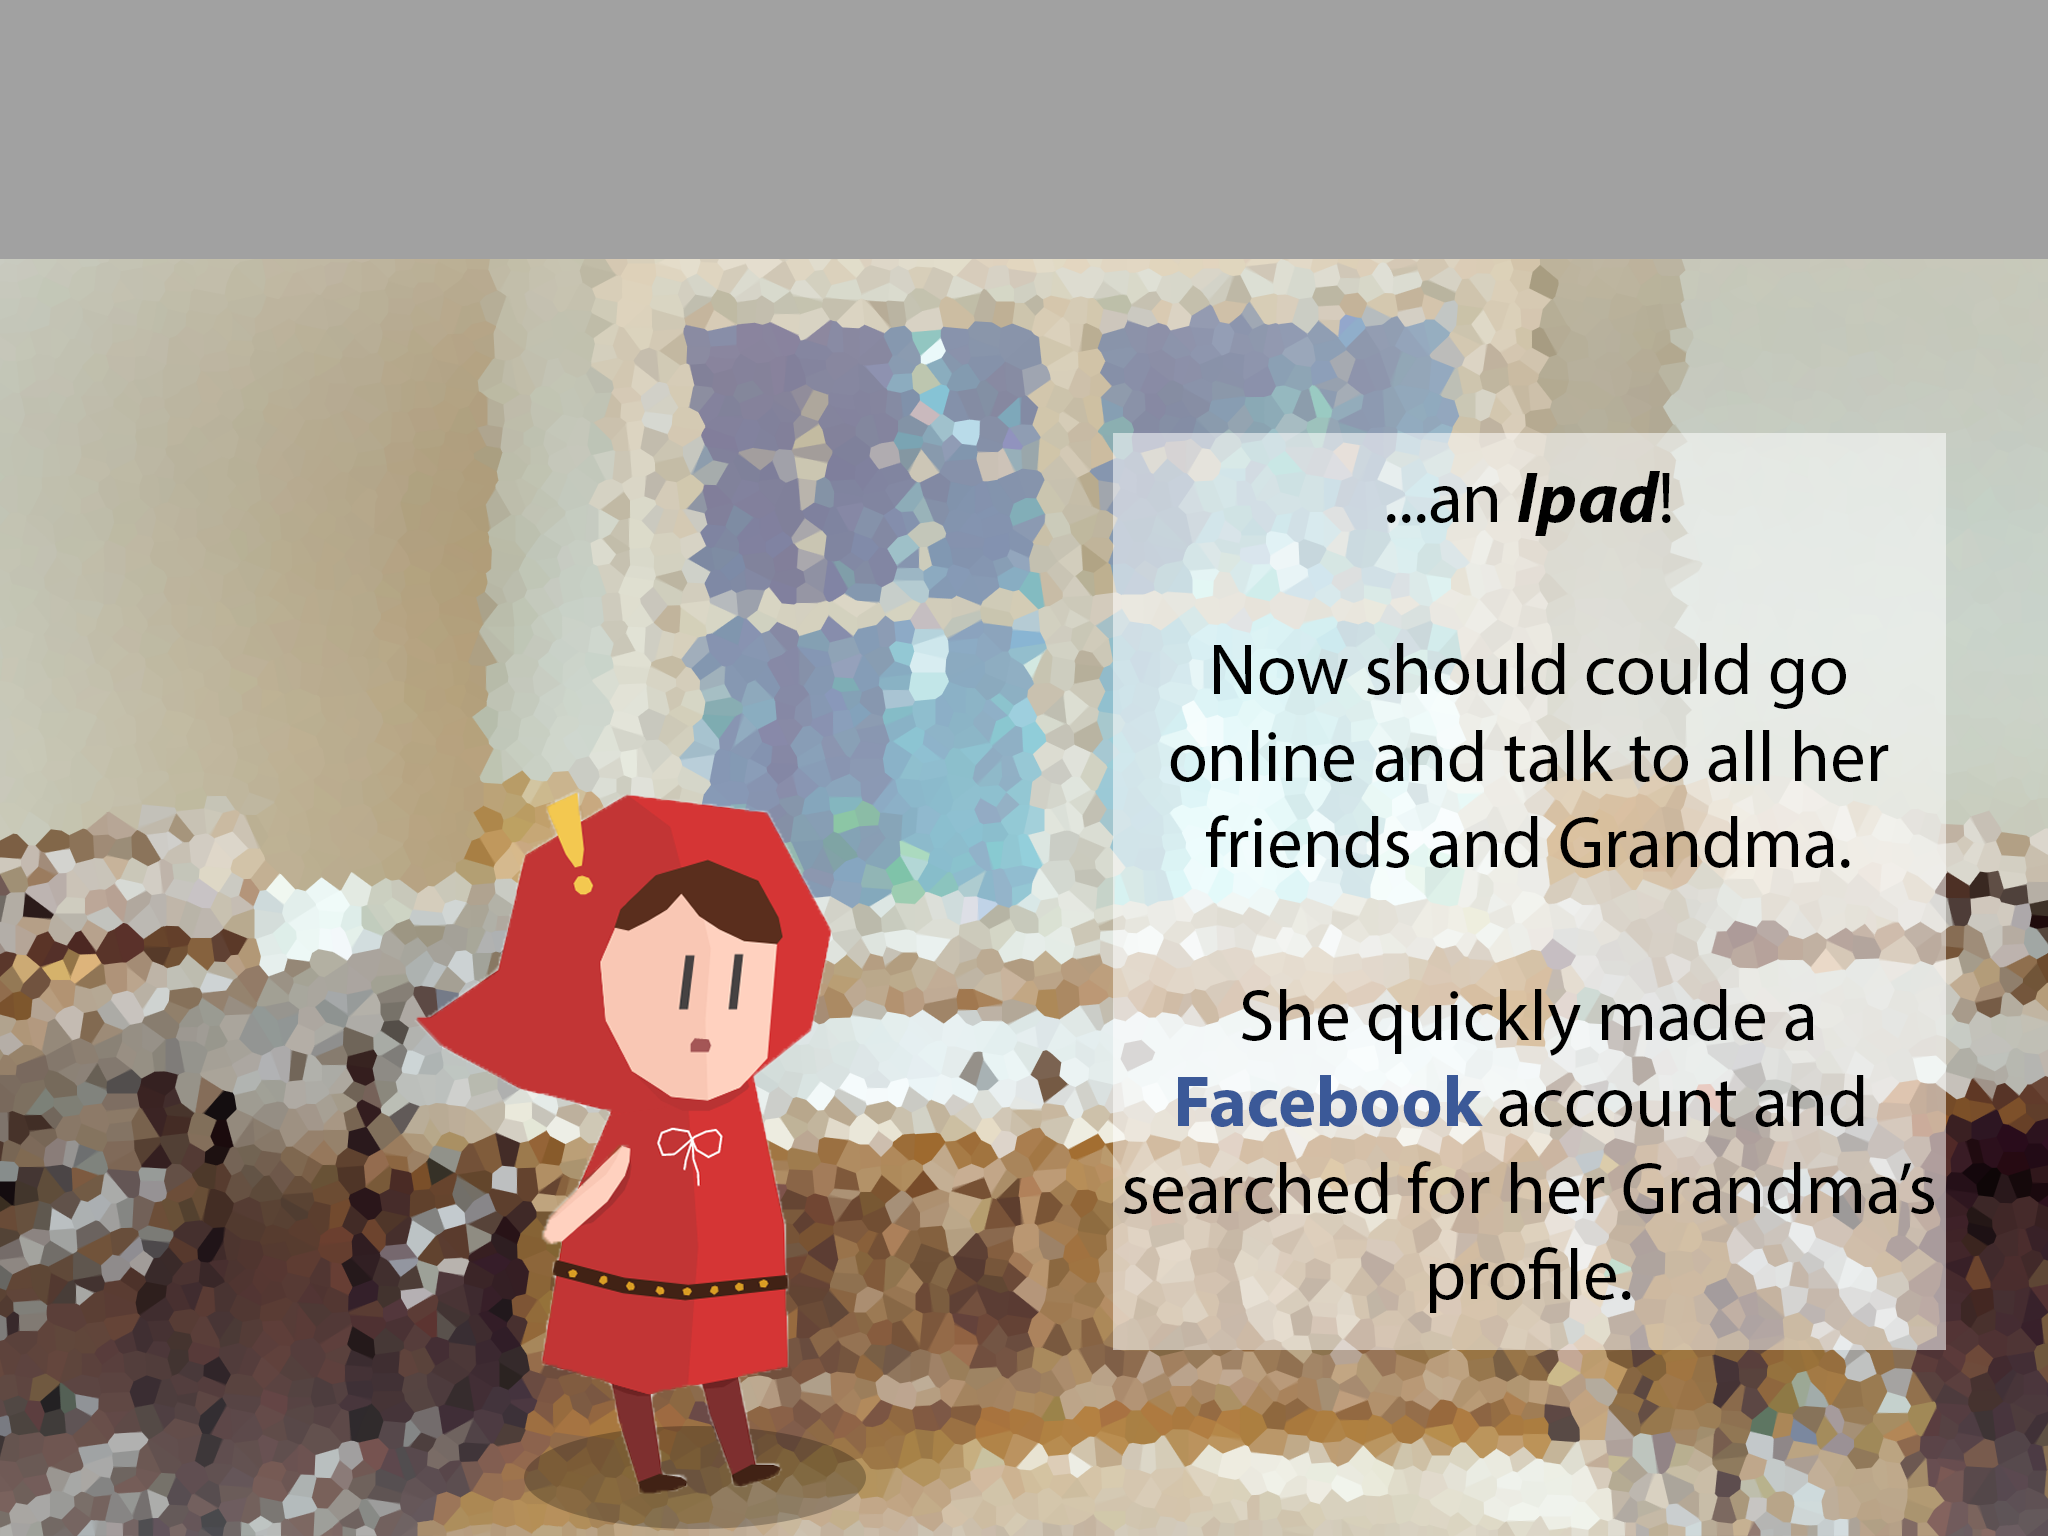 ...an Ipad!
Now should could go
online and talk to all her
friends and Grandma.
She quickly made a
Facebook account and
searched for her Grandma’s
profile.